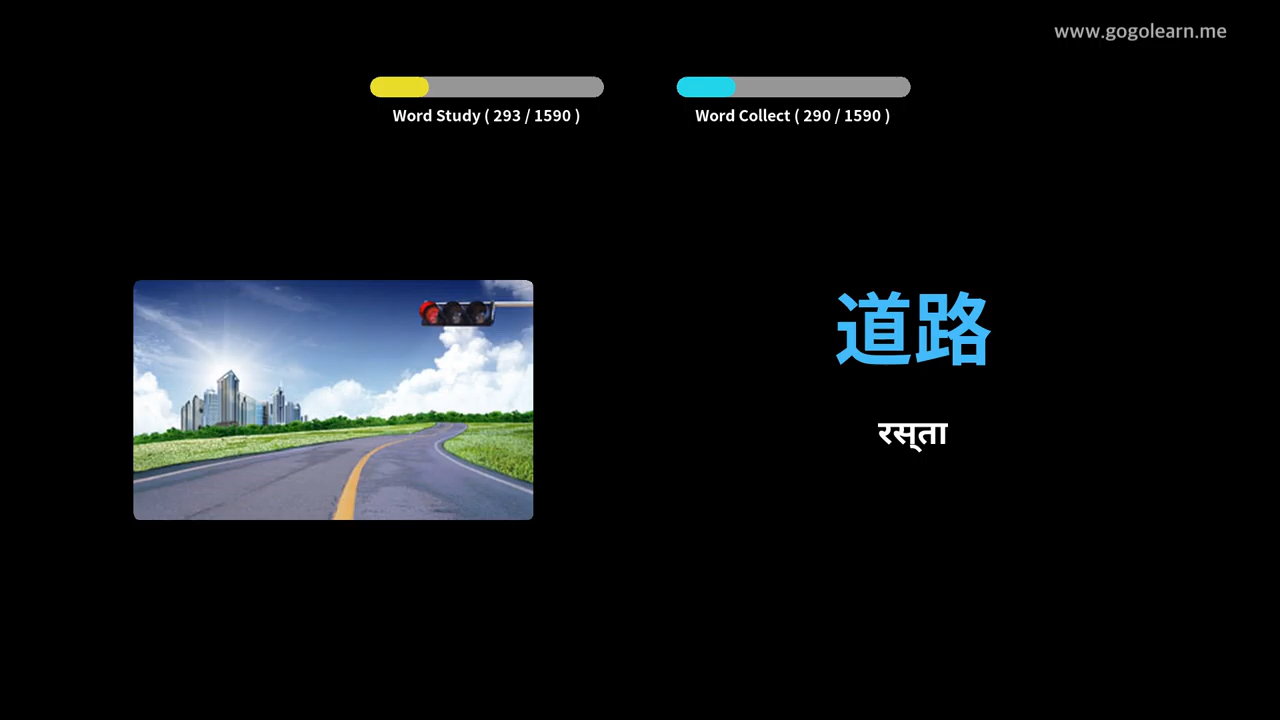 www.gogolearn.me
Word Study ( 293 / 1590 )
Word Collect ( 290 / 1590 )
道路
रस्ता